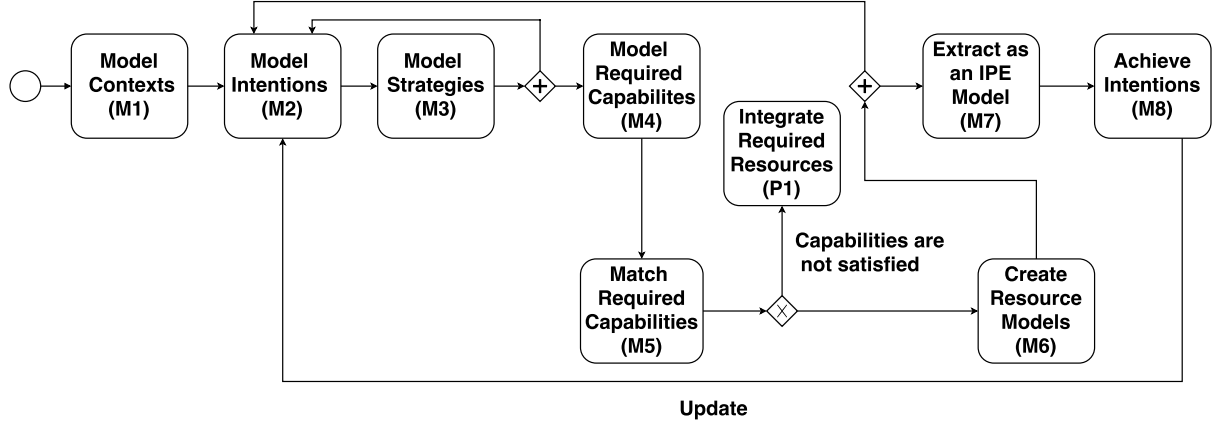 Model
Contexts
(M1)
Model
Intentions
(M2)
Model
Strategies
(M3)
Model
Required
Capabilites
(M4)
Integrate
Required
Resources
(P1)
Extract as
an IPE
Model
(M7)
Achieve
Intentions
(M8)
Capabilities are
not satisfied
Match
Required
Capabilities
(M5)
Create
Resource
Models
(M6)
Update